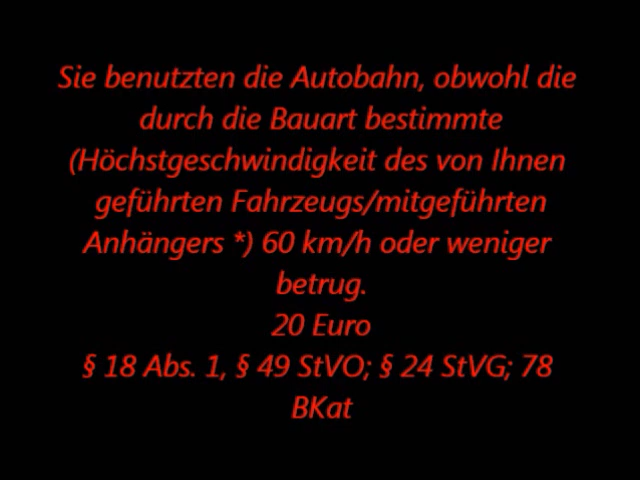 Sie benutzten die Autobahn, obwohl die
durch die Bauart bestimmte
(Höchstgeschwindigkeit des von Ihnen
geführten Fahrzeugs/mitgeführten
Anhängers *) 60 km/h oder weniger
betrug.
20 Euro
§ 18 Abs. 1, § 49 StVO; § 24 StVG; 78
BKat